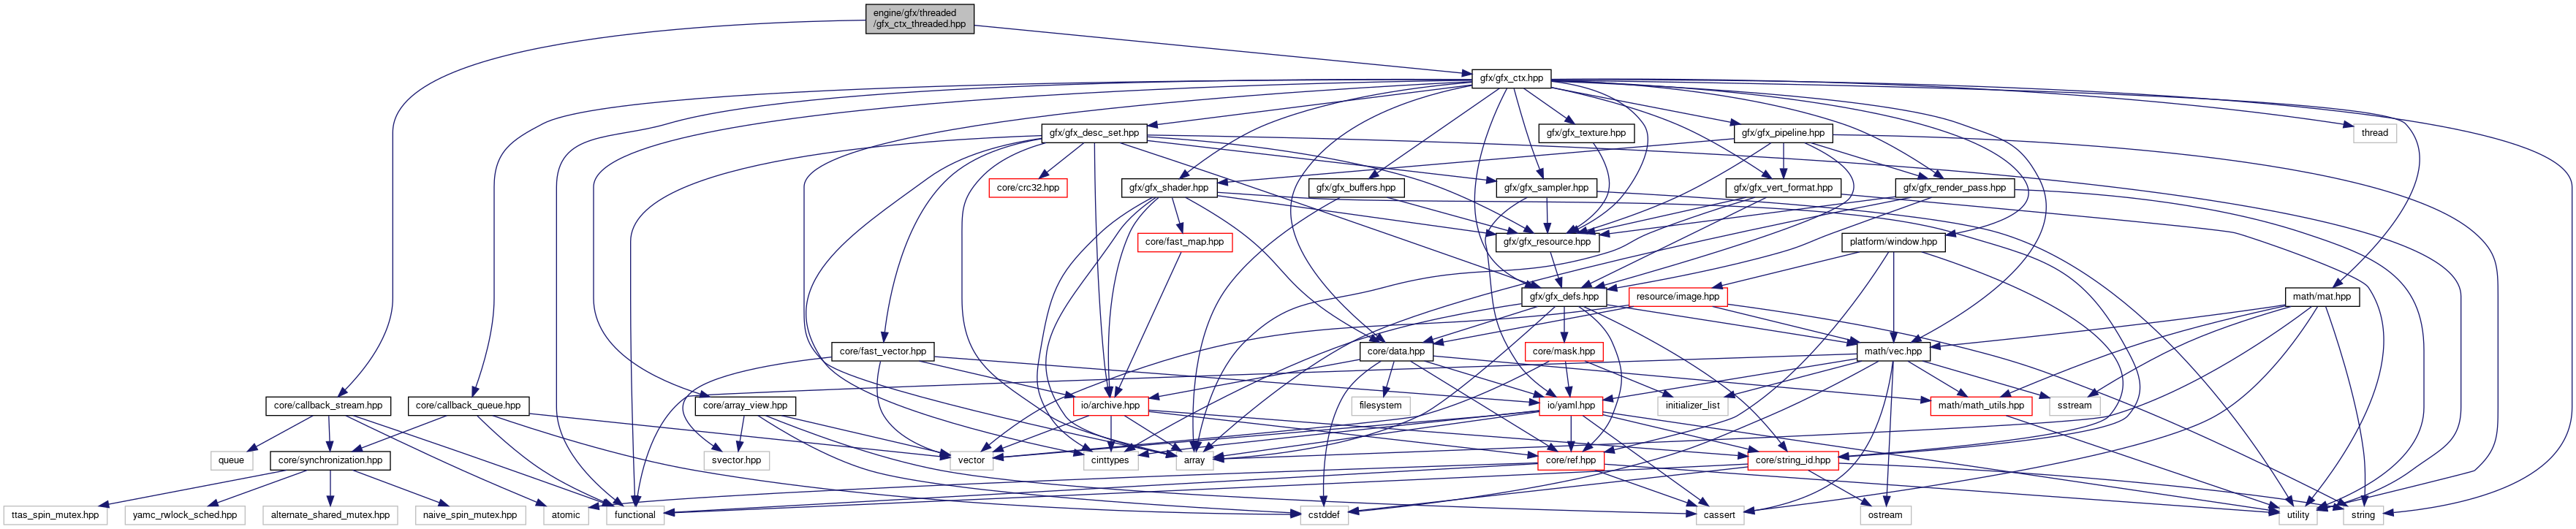 engine/gfx/threaded
/gfx_ctx_threaded.hpp
gfx/gfx_ctx.hpp
gfx/gfx_desc_set.hpp
gfx/gfx_texture.hpp
gfx/gfx_pipeline.hpp
thread
core/crc32.hpp
gfx/gfx_shader.hpp
gfx/gfx_buffers.hpp
gfx/gfx_sampler.hpp
gfx/gfx_vert_format.hpp
gfx/gfx_render_pass.hpp
core/fast_map.hpp
gfx/gfx_resource.hpp
platform/window.hpp
gfx/gfx_defs.hpp
resource/image.hpp
math/mat.hpp
core/fast_vector.hpp
core/data.hpp
core/mask.hpp
math/vec.hpp
core/callback_stream.hpp
core/callback_queue.hpp
core/array_view.hpp
io/archive.hpp
filesystem
io/yaml.hpp
initializer_list
math/math_utils.hpp
sstream
queue
core/synchronization.hpp
svector.hpp
vector
cinttypes
array
core/ref.hpp
core/string_id.hpp
ttas_spin_mutex.hpp
yamc_rwlock_sched.hpp
alternate_shared_mutex.hpp
naive_spin_mutex.hpp
atomic
functional
cstddef
cassert
ostream
utility
string